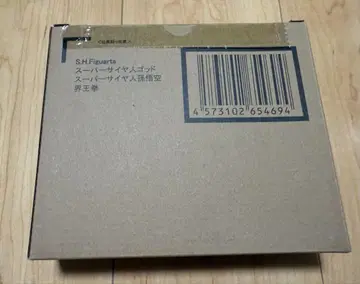 S.H.Figuarts
スーパーサイヤ人ゴッド
スーパーサイヤ人孫悟空
界王拳
4 573102 654694